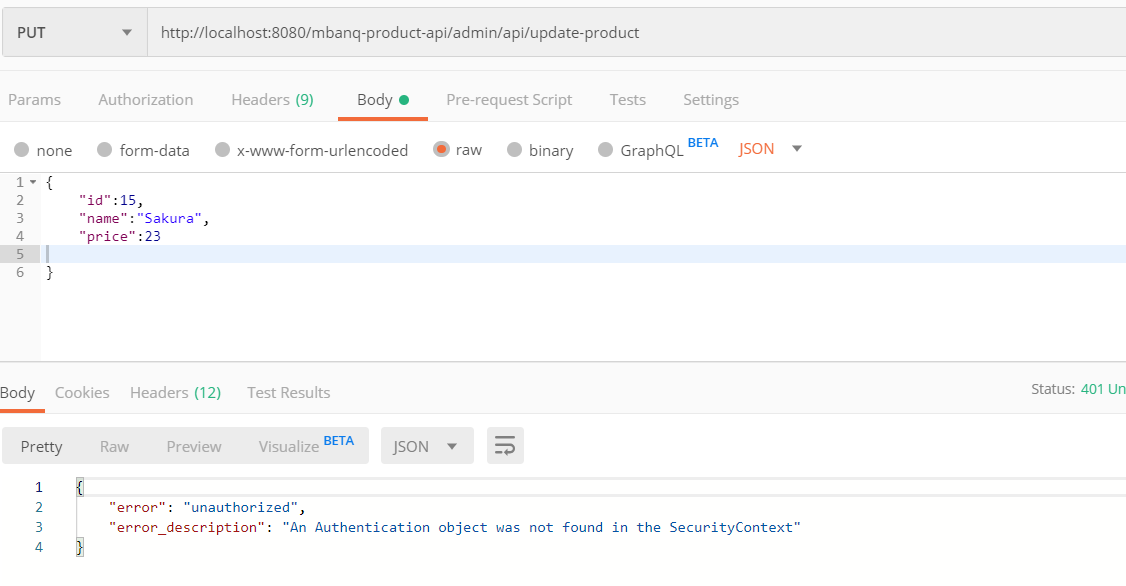 PUT http://localhost:8080/mbanq-product-api/admin/api/update-product
Params Authorization Headers (9) Body Pre-request Script Tests Settings
none form-data x-www-form-urlencoded raw binary GraphQL BETA JSON
1 {
2 "id":15,
3 "name":"Sakura",
4 "price":23
5
6 }
Body Cookies Headers (12) Test Results Status: 401 Un
Pretty Raw Preview Visualize BETA JSON
1 {
2 "error": "unauthorized",
3 "error_description": "An Authentication object was not found in the SecurityContext"
4 }